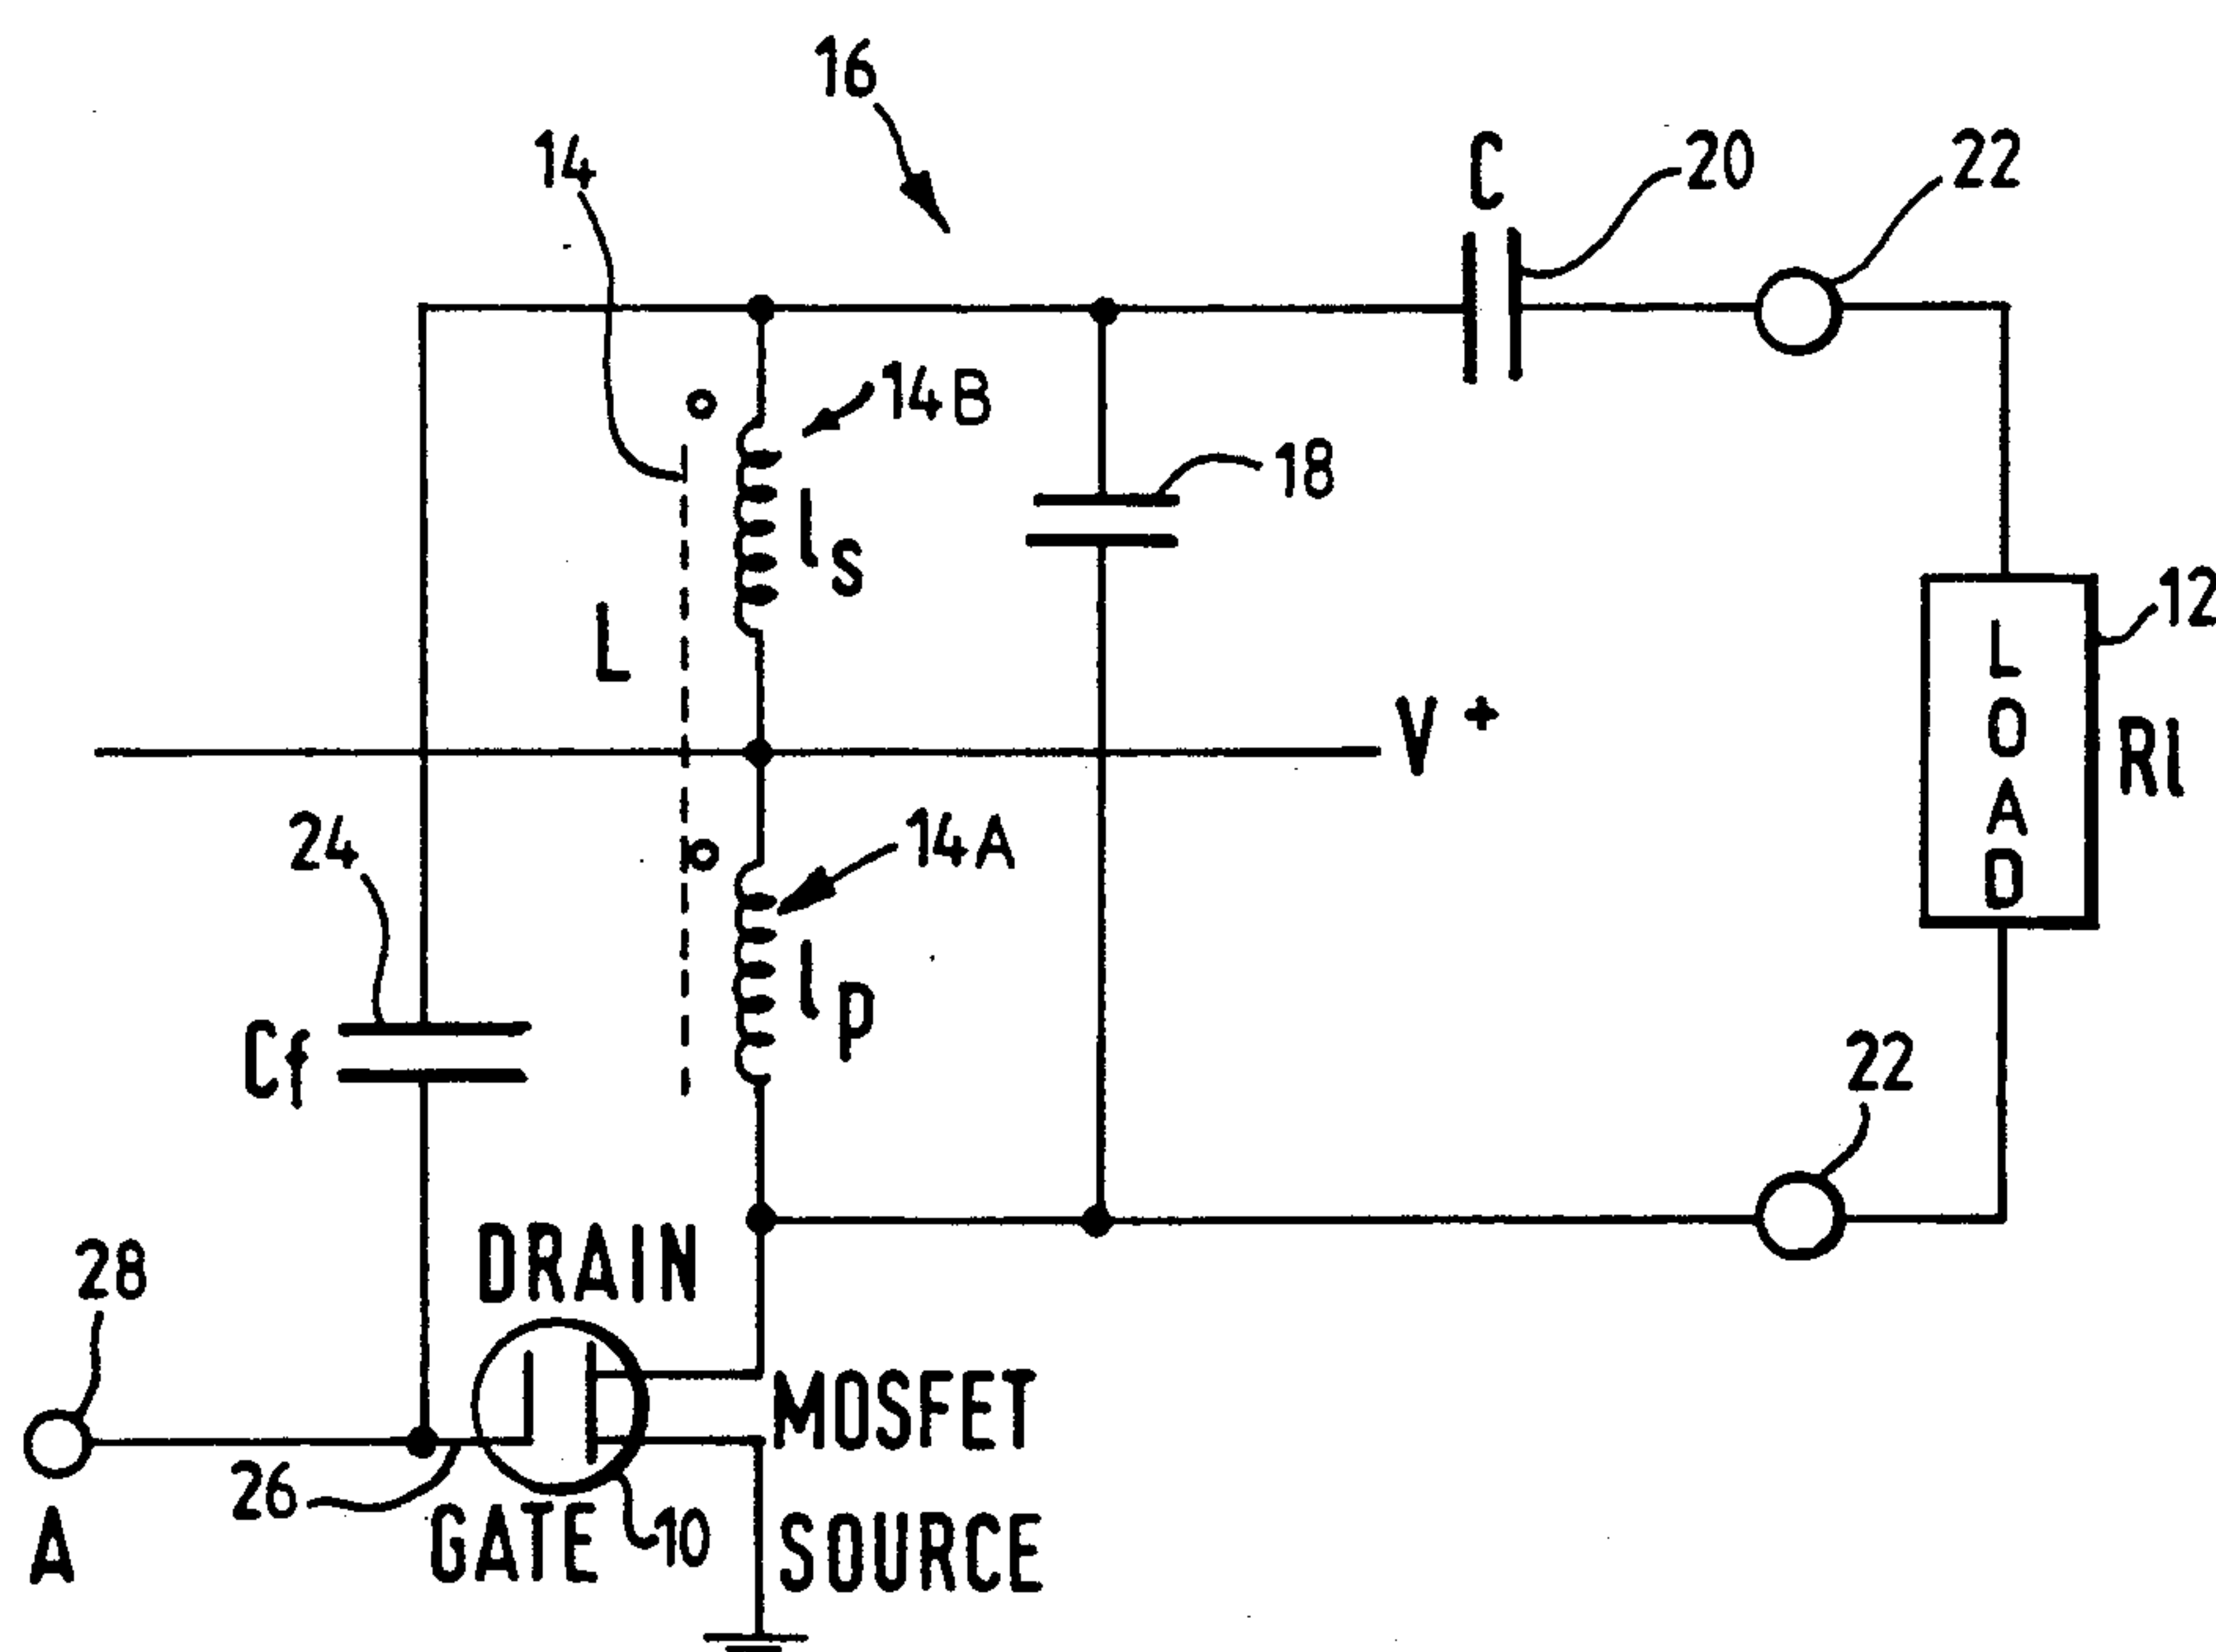 16
14
C
20
22
14B
ls
18
L
12
LOAD
Rl
V+
24
14A
lp
Cf
22
28
DRAIN
MOSFET
26
GATE
10
SOURCE
A